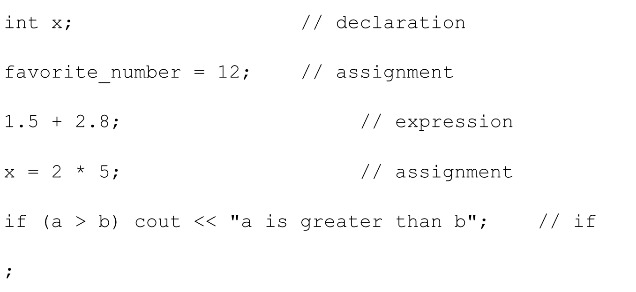 int x; // declaration
favorite_number = 12; // assignment
1.5 + 2.8; // expression
x = 2 * 5; // assignment
if (a > b) cout << "a is greater than b"; // if
;